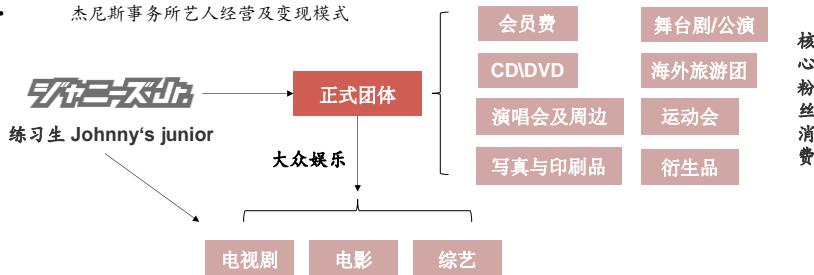 • 杰尼斯事务所艺人经营及变现模式
ジャニーズJr.
练习生 Johnny‘s junior
正式团体
大众娱乐
会员费
舞台剧/公演
CD\DVD
海外旅游团
演唱会及周边
运动会
写真与印刷品
衍生品
核心粉丝消费
电视剧
电影
综艺